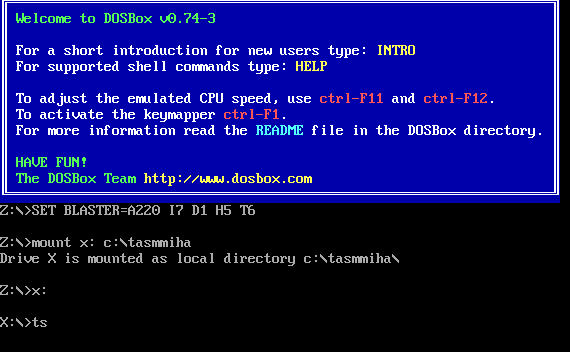 Welcome to DOSBox v0.74-3
For a short introduction for new users type: INTRO
For supported shell commands type: HELP
To adjust the emulated CPU speed, use ctrl-F11 and ctrl-F12.
To activate the keymapper ctrl-F1.
For more information read the README file in the DOSBox directory.
HAVE FUN!
The DOSBox Team http://www.dosbox.com
Z:\>SET BLASTER=A220 I7 D1 H5 T6
Z:\>mount x: c:\tasmmiha
Drive X is mounted as local directory c:\tasmmiha\
Z:\>x:
X:\>ts